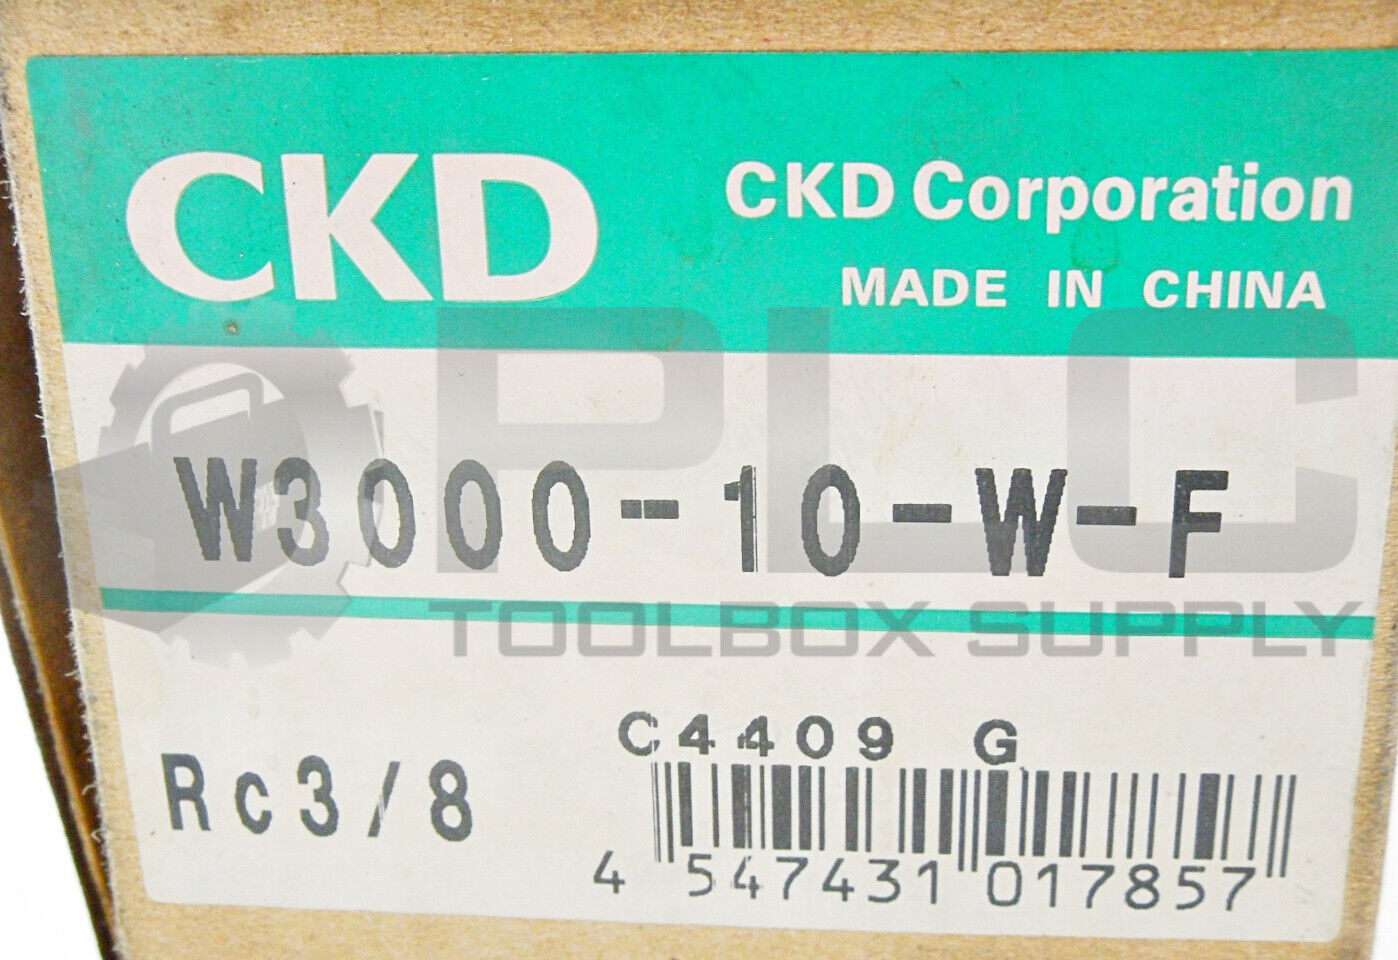 CKD
CKD Corporation
MADE IN CHINA
PLC
W3000-10-W-F
TOOLBOX SUPPLY
C4409 G
Rc3/8
4 547431 017857